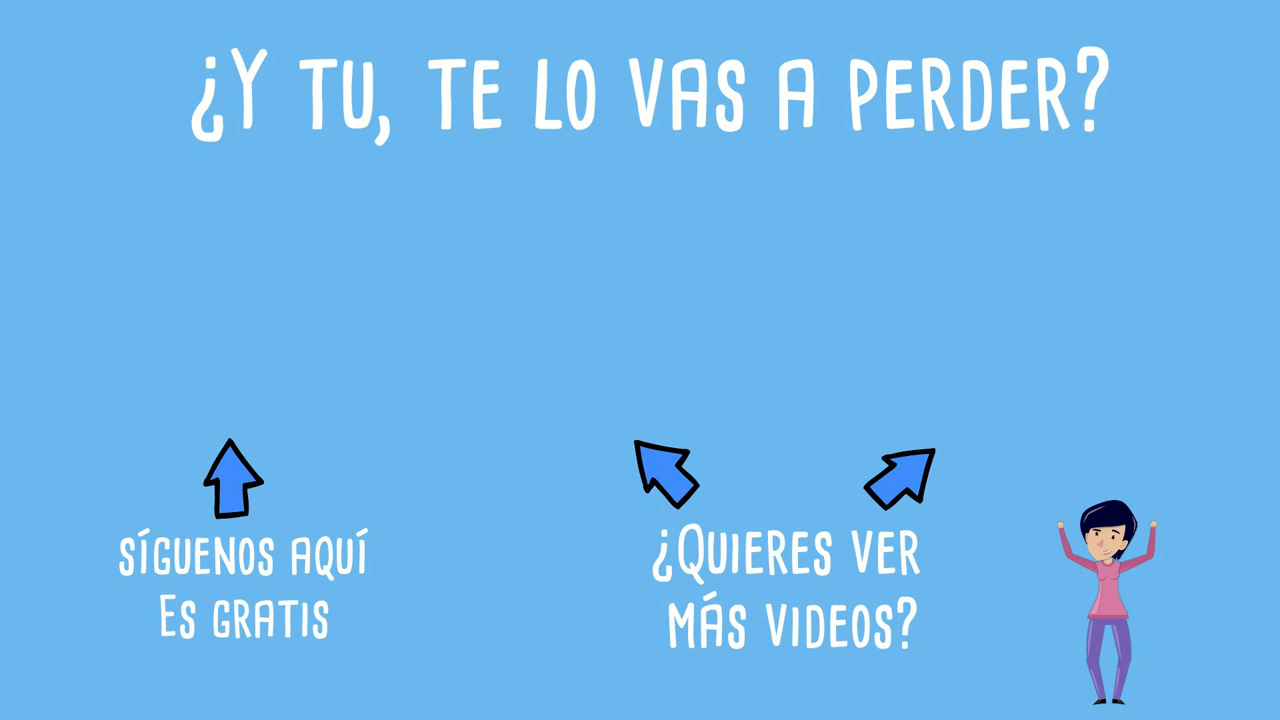 ¿Y TU, TE LO VAS A PERDER?
SÍGUENOS AQUÍ
ES GRATIS
¿QUIERES VER
MÁS VIDEOS?